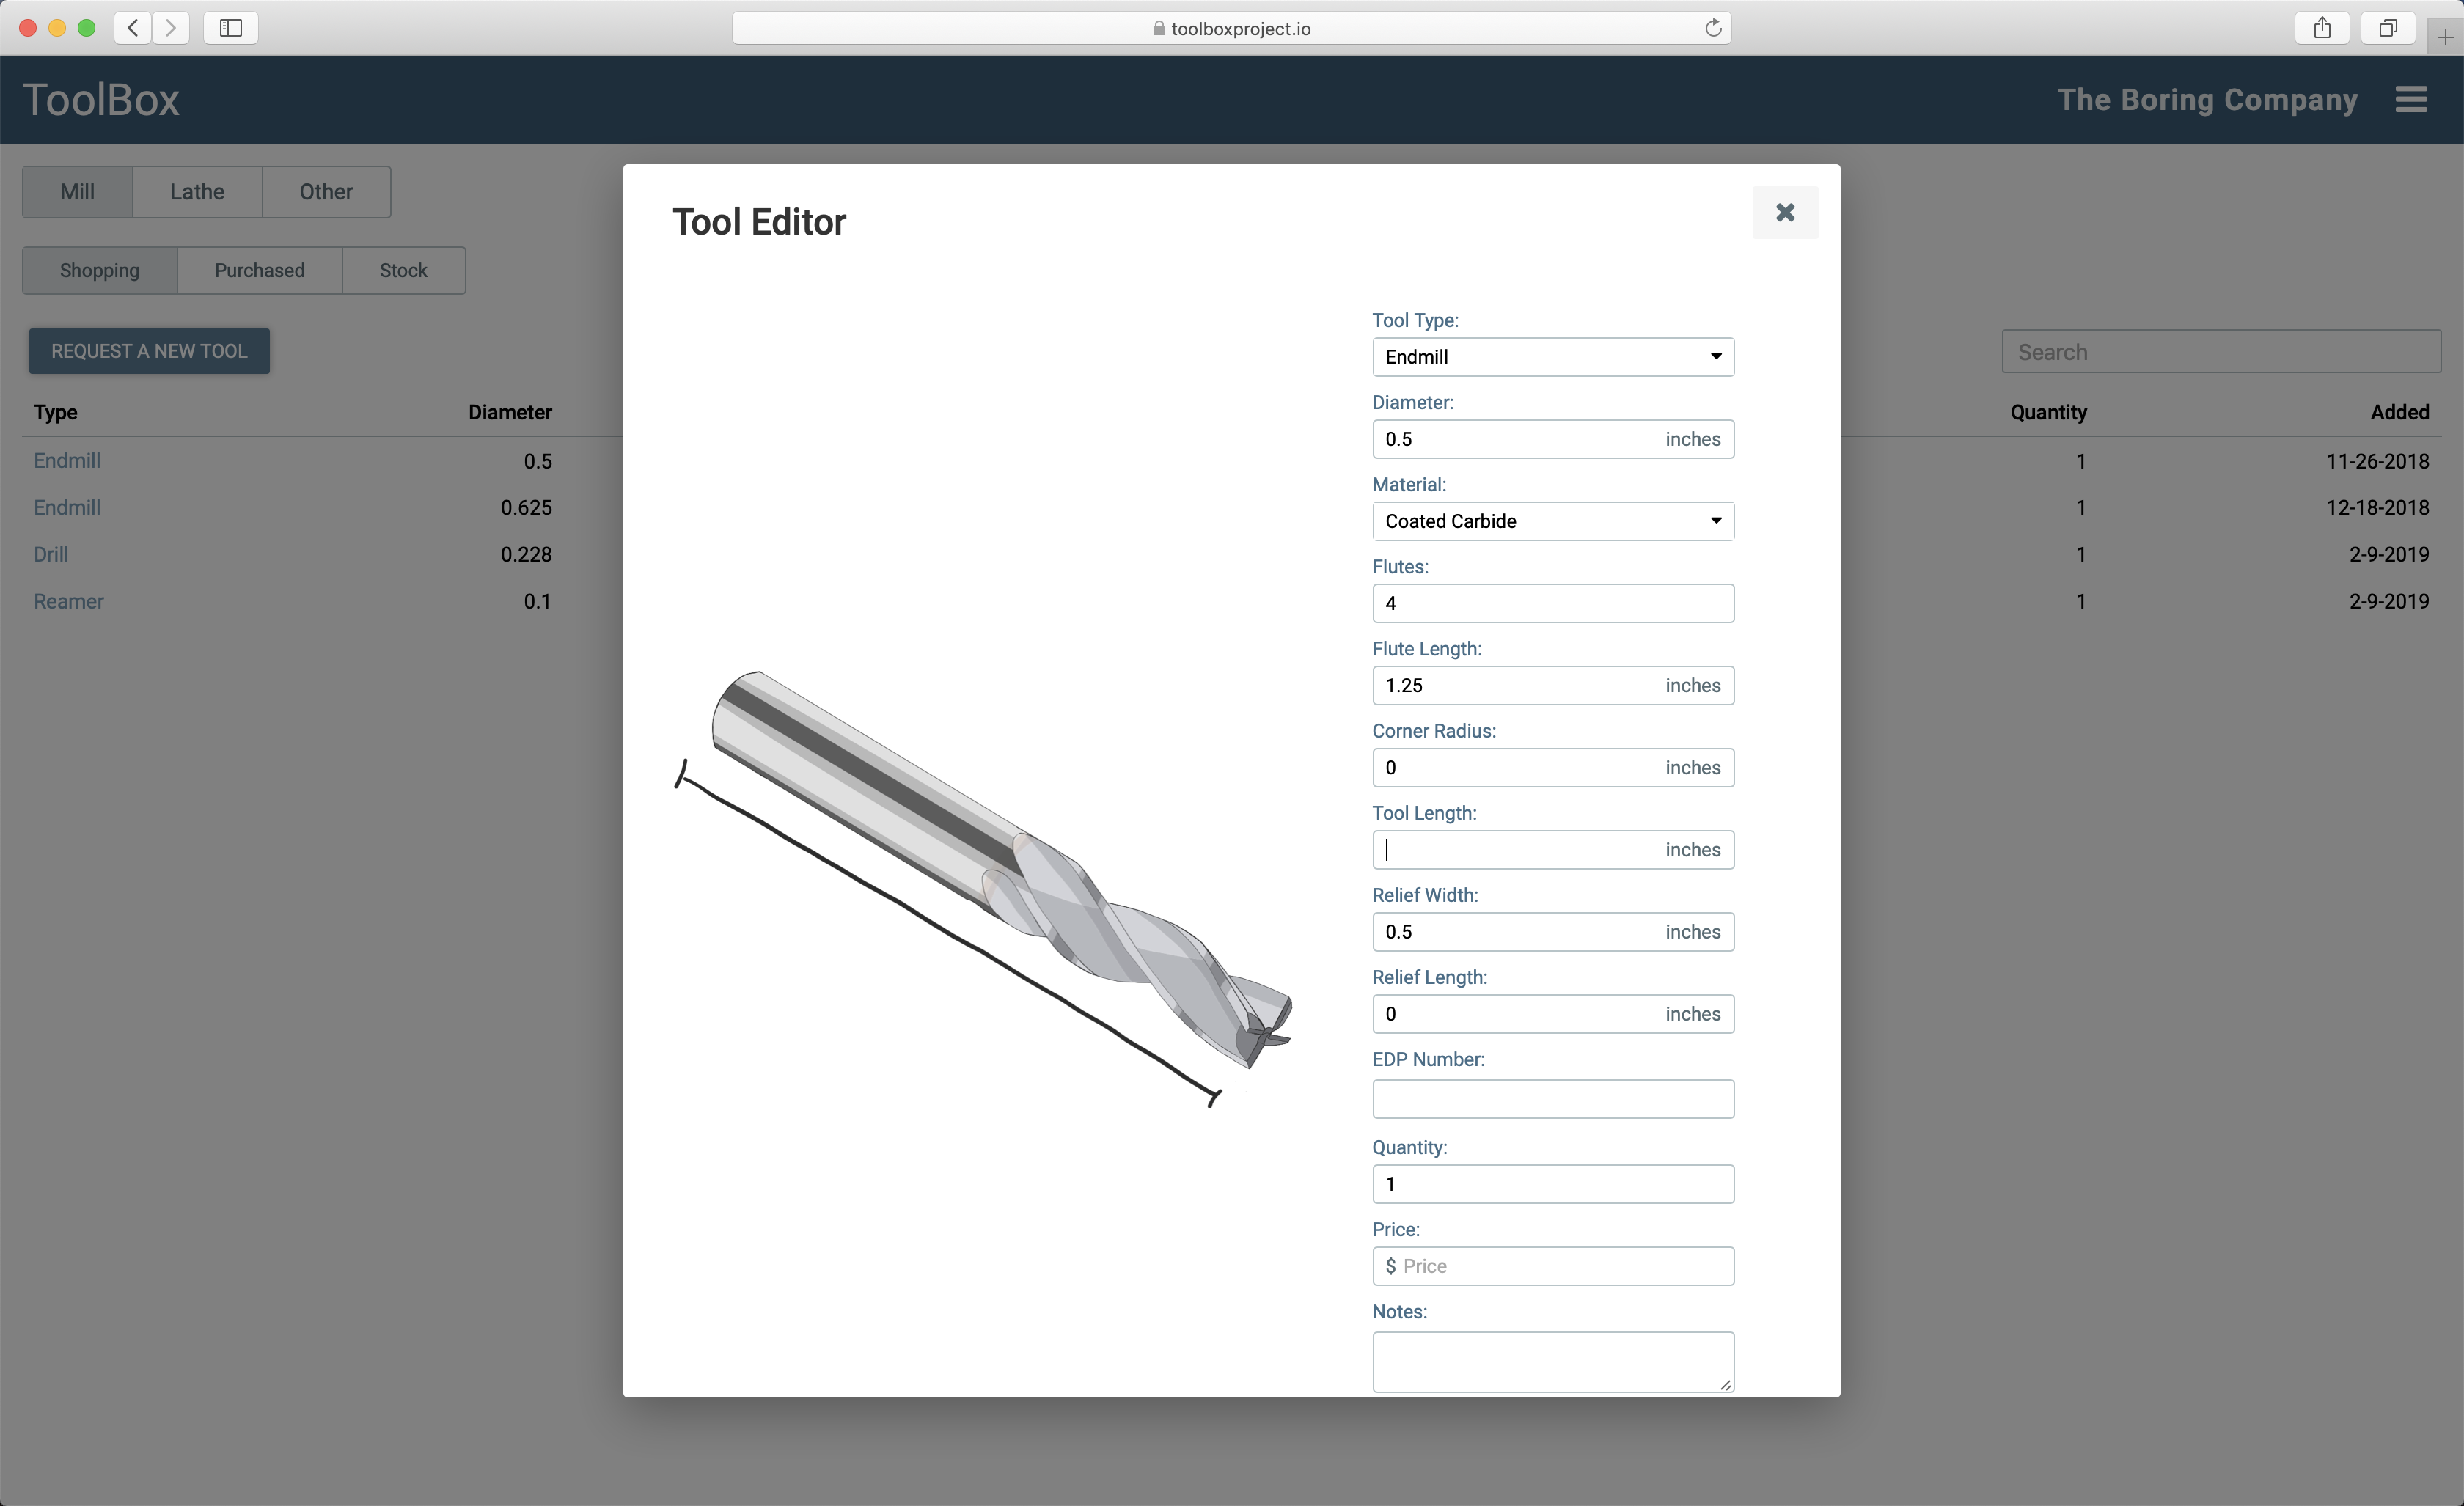 toolboxproject.io
ToolBox
The Boring Company
Mill Lathe Other
Shopping Purchased Stock
REQUEST A NEW TOOL
Search
Type Diameter Quantity Added
Endmill 0.5 1 11-26-2018
Endmill 0.625 1 12-18-2018
Drill 0.228 1 2-9-2019
Reamer 0.1 1 2-9-2019
Tool Editor
Tool Type:
Endmill
Diameter:
0.5 inches
Material:
Coated Carbide
Flutes:
4
Flute Length:
1.25 inches
Corner Radius:
0 inches
Tool Length:
inches
Relief Width:
0.5 inches
Relief Length:
0 inches
EDP Number:
Quantity:
1
Price:
$ Price
Notes: